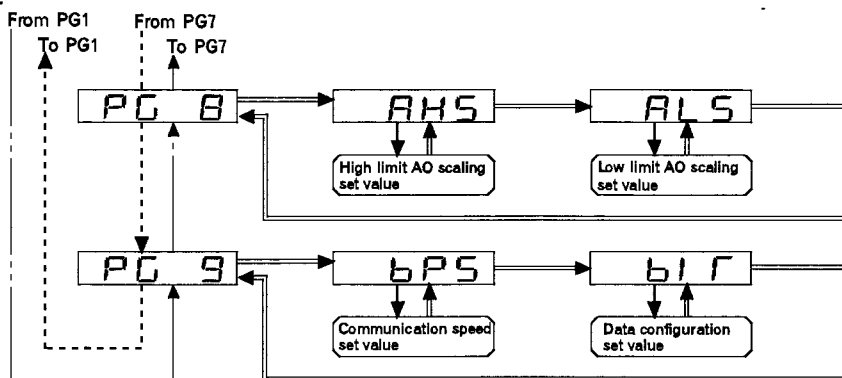 From PG1 From PG7
To PG1 To PG7
PG 8 AHS ALS
High limit AO scaling
set value
Low limit AO scaling
set value
PG 9 bPS bIT
Communication speed
set value
Data configuration
set value